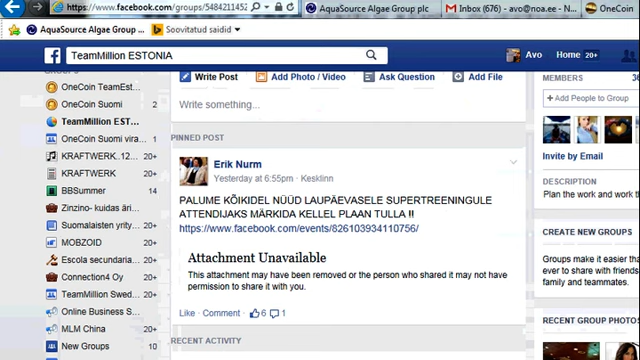 https://www.facebook.com/groups/5484211452
AquaSource Algae Group plc
Inbox (676) - avo@noa.ee -
OneCoin
AquaSource Algae Group ...
Soovitatud saidid
TeamMillion ESTONIA
Avo
Home 20+
OneCoin TeamEst...
OneCoin Suomi 2
TeamMillion EST...
OneCoin Suomi vira...
KRAFTWERK..12... 20+
KRAFTWERK 20+
BBSummer 14
Zinzino- kuidas äri...
Suomalaisten yrity... 20+
MOBZOID 20+
Escola secundaria...
Connection4 Oy 20+
TeamMillion Swed... 20+
Online Business S...
MLM China 20+
New Groups 10
Write Post
Add Photo / Video
Ask Question
Add File
Write something...
PINNED POST
Erik Nurm
Yesterday at 6:55pm · Kesklinn
PALUME KÕIKIDEL NÜÜD LAUPÄEVASELE SUPERTREENINGULE
ATTENDIJAKS MÄRKIDA KELLEL PLAAN TULLA !!
https://www.facebook.com/events/826103934110756/
Attachment Unavailable
This attachment may have been removed or the person who shared it may not have
permission to share it with you.
Like · Comment · 6 1
RECENT ACTIVITY
MEMBERS 36
+ Add People to Group
Invite by Email
DESCRIPTION
Plan the work and work th
CREATE NEW GROUPS
Groups make it easier tha
ever to share with friends
family and teammates.
RECENT GROUP PHOTOS